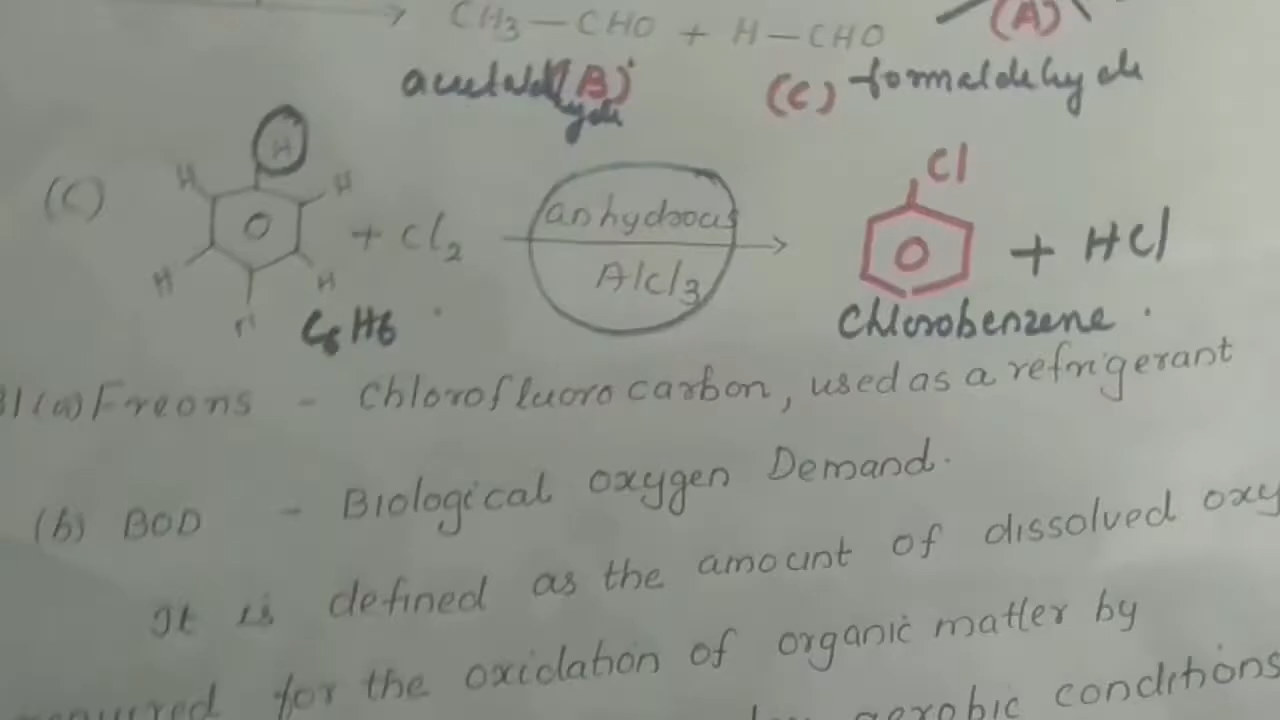 CH3 — CHO + H — CHO (A)
(B) (C) formaldehyde
(C) H H H H H + Cl2 anhydrous AlCl3 Cl + HCl
C6H6 Chlorobenzene .
(a) Freons - Chlorofluoro carbon, used as a refrigerant
(b) BOD - Biological oxygen Demand.
It is defined as the amount of dissolved oxy
for the oxidation of organic matter by
aerobic conditions